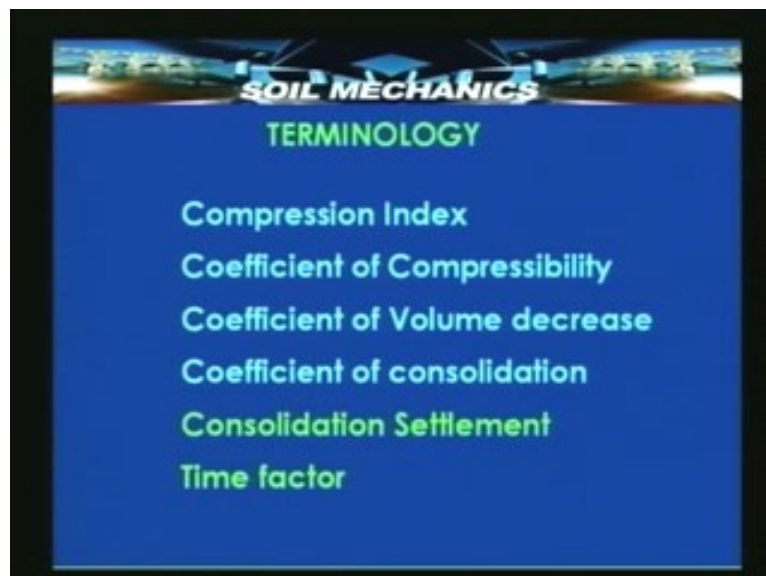 SOIL MECHANICS
TERMINOLOGY
Compression Index
Coefficient of Compressibility
Coefficient of Volume decrease
Coefficient of consolidation
Consolidation Settlement
Time factor